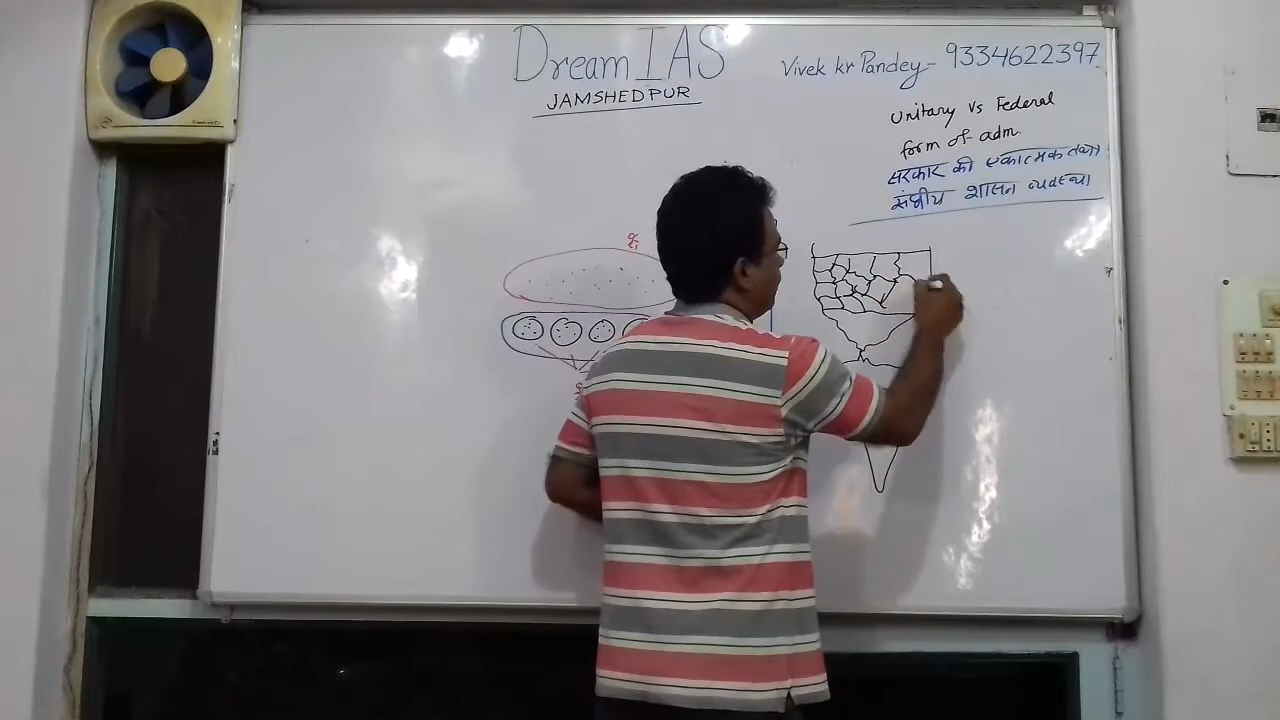 Dream IAS
JAMSHEDPUR
Vivek kr Pandey- 9334622397
Unitary Vs Federal
form of adm.
सरकार की एकात्मक तथा
संघीय शासन व्यवस्था